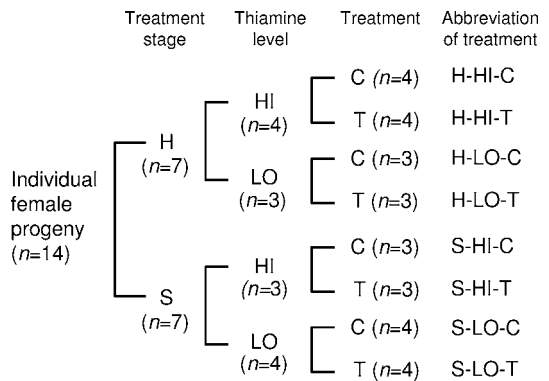 Treatment stage
Thiamine level
Treatment
Abbreviation of treatment
Individual female progeny (n=14)
H (n=7)
HI (n=4)
C (n=4) H-HI-C
T (n=4) H-HI-T
LO (n=3)
C (n=3) H-LO-C
T (n=3) H-LO-T
S (n=7)
HI (n=3)
C (n=3) S-HI-C
T (n=3) S-HI-T
LO (n=4)
C (n=4) S-LO-C
T (n=4) S-LO-T